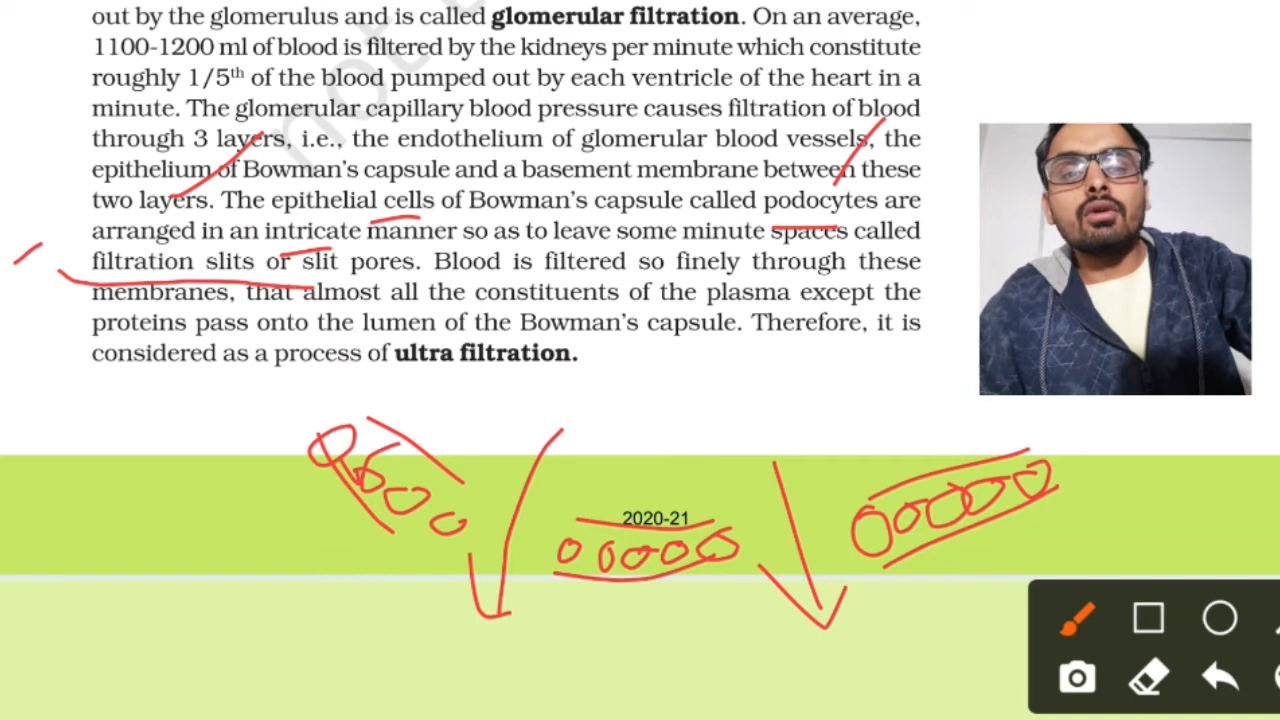 out by the glomerulus and is called glomerular filtration. On an average,
1100-1200 ml of blood is filtered by the kidneys per minute which constitute
roughly 1/5th of the blood pumped out by each ventricle of the heart in a
minute. The glomerular capillary blood pressure causes filtration of blood
through 3 layers, i.e., the endothelium of glomerular blood vessels, the
epithelium of Bowman's capsule and a basement membrane between these
two layers. The epithelial cells of Bowman's capsule called podocytes are
arranged in an intricate manner so as to leave some minute spaces called
filtration slits or slit pores. Blood is filtered so finely through these
membranes, that almost all the constituents of the plasma except the
proteins pass onto the lumen of the Bowman's capsule. Therefore, it is
considered as a process of ultra filtration.
2020-21